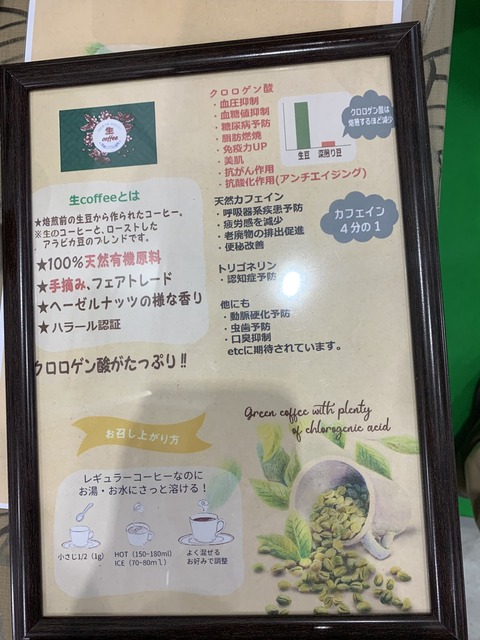 生
coffee
クロロゲン酸
・血圧抑制
・血糖値抑制
・糖尿病予防
・脂肪燃焼
・免疫力UP
・美肌
・抗がん作用
・抗酸化作用(アンチエイジング)
クロロゲン酸は
焙煎するほど減少
生豆 深煎り豆
生coffeeとは
★焙煎前の生豆から作られたコーヒー。
※生のコーヒーと、ローストした
アラビカ豆のブレンドです。
★100%天然有機原料
★手摘み、フェアトレード
★ヘーゼルナッツの様な香り
★ハラール認証
クロロゲン酸がたっぷり!!
天然カフェイン
・呼吸器系疾患予防
・疲労感を減少
・老廃物の排出促進
・便秘改善
カフェイン
4分の1
トリゴネリン
・認知症予防
他にも
・動脈硬化予防
・虫歯予防
・口臭抑制
etcに期待されています。
お召し上がり方
レギュラーコーヒーなのに
お湯・お水にさっと溶ける！
小さじ1/2（1g)
HOT（150-180ml)
ICE（70-80ｍｌ）
よく混ぜる
お好みで調整
Green coffee with plenty
of chlorogenic acid